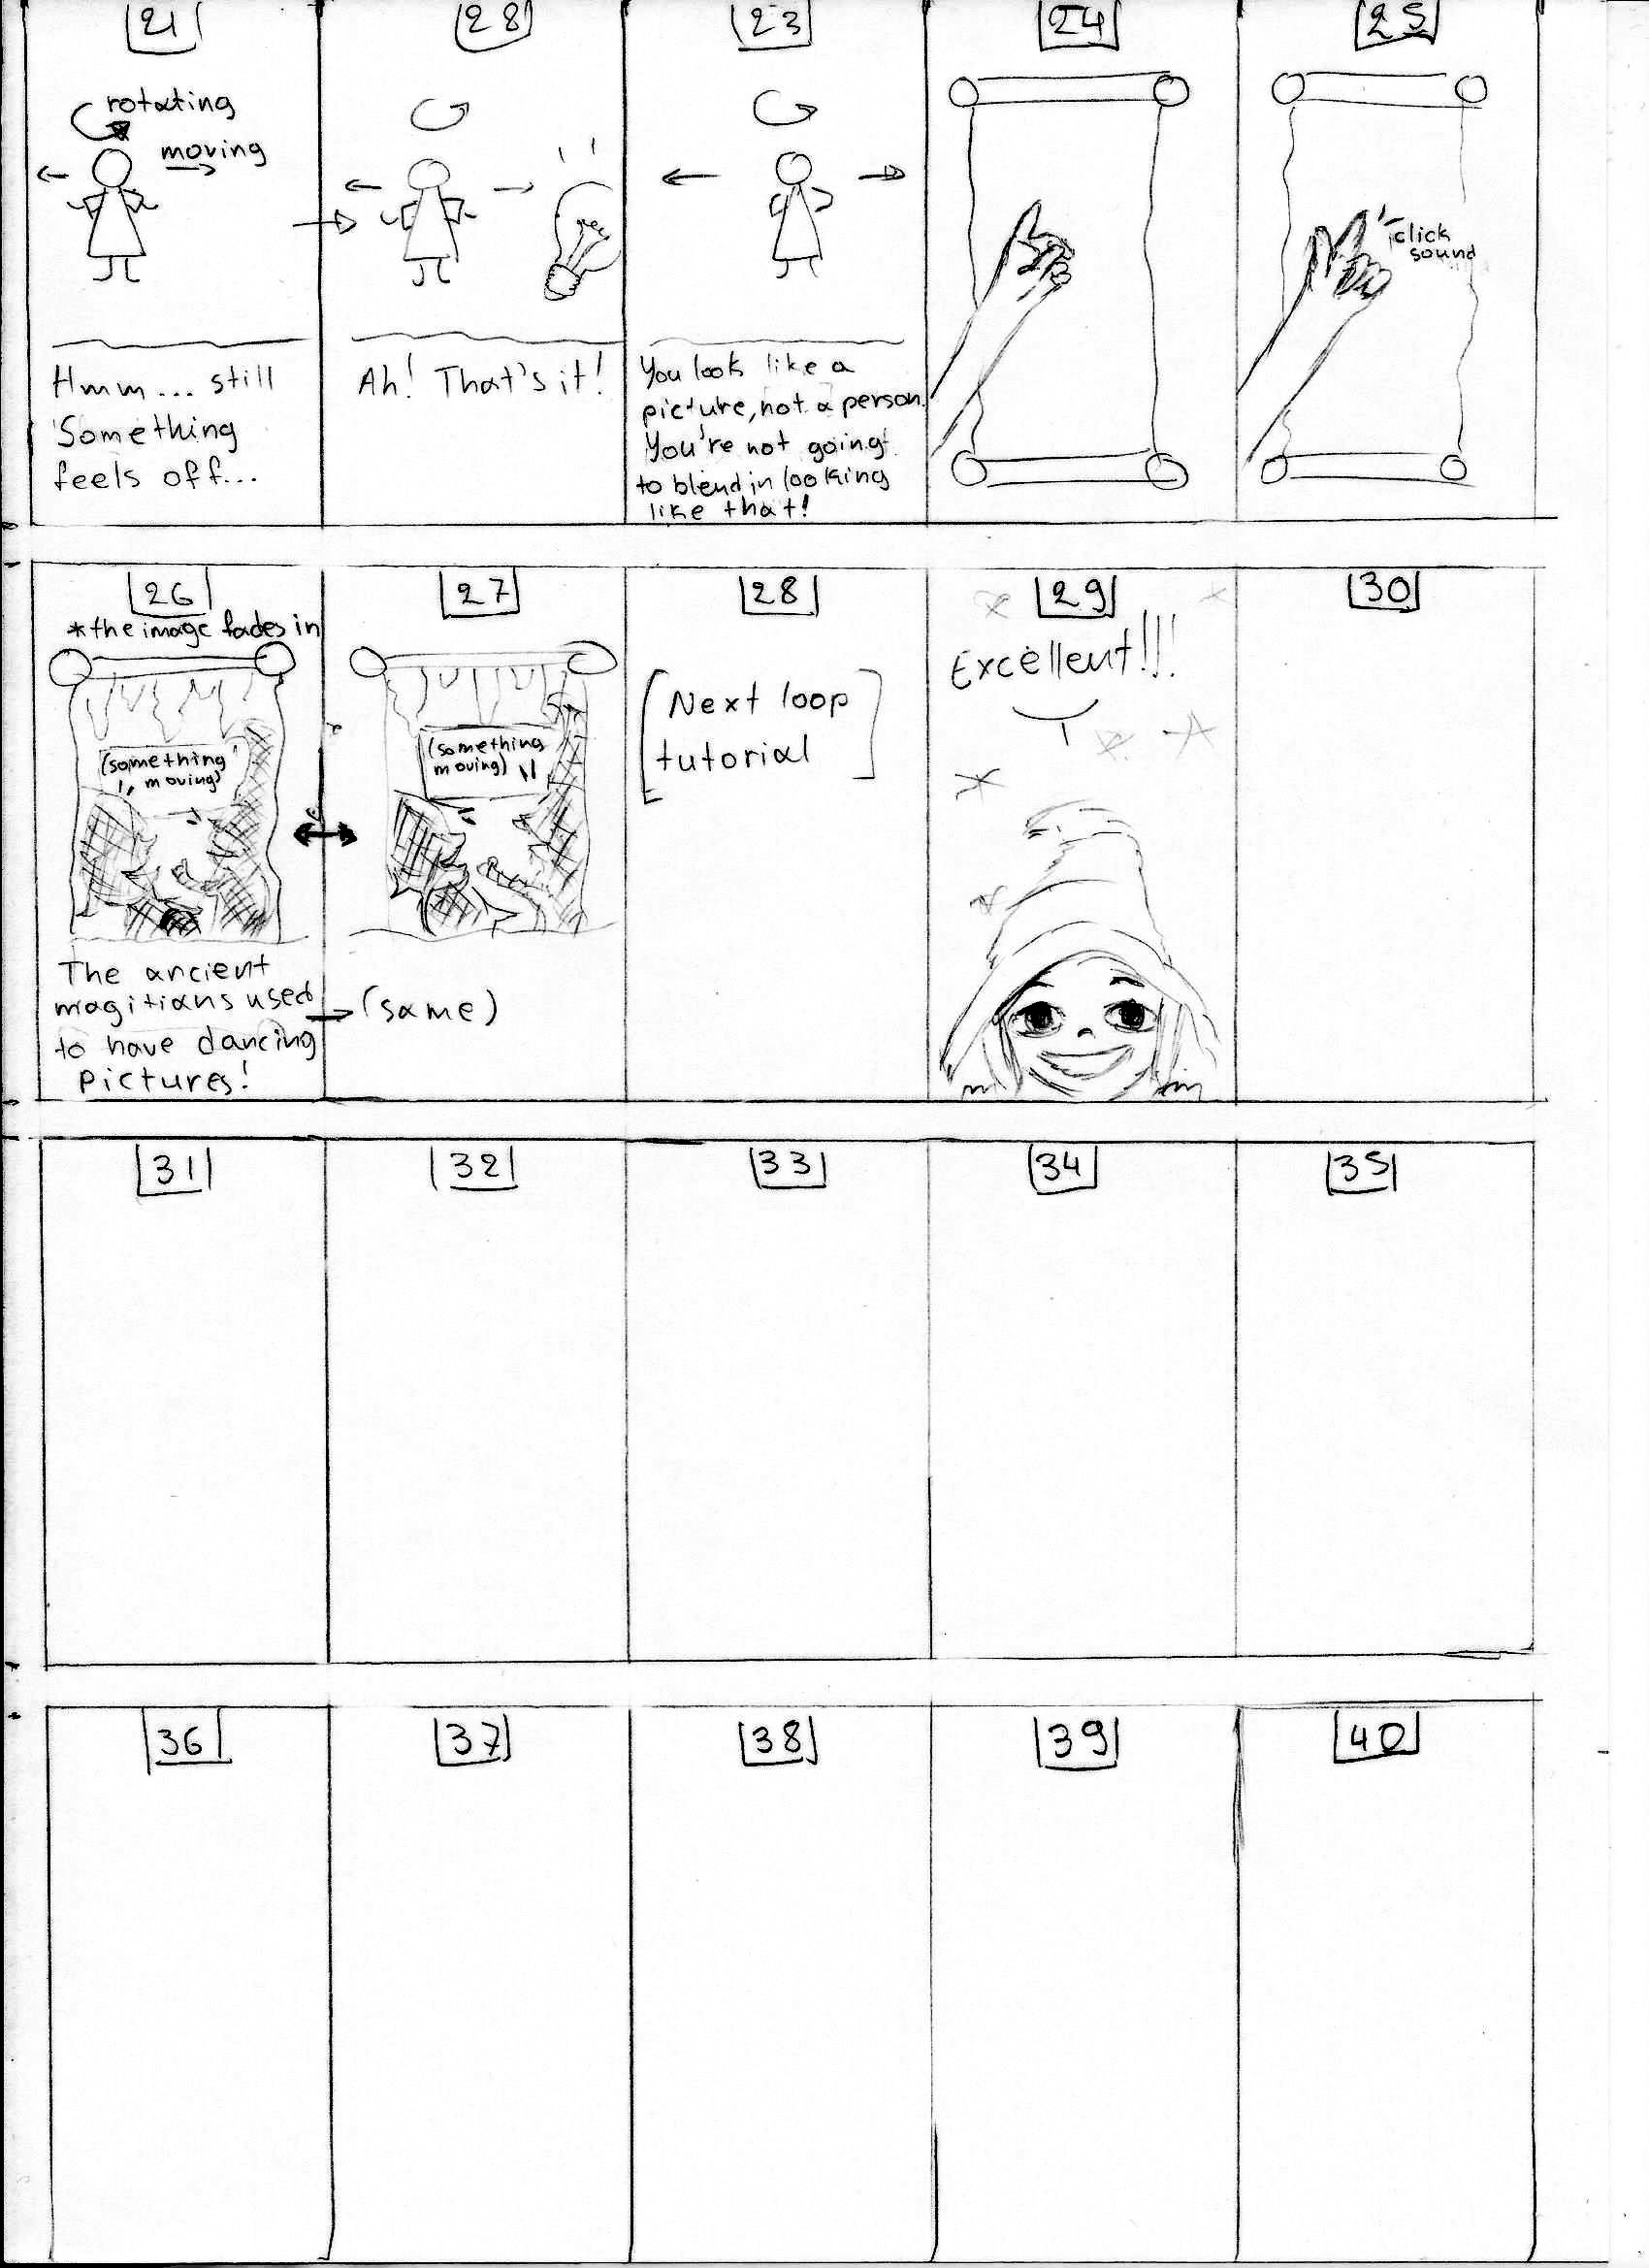 21
28
23
24
25
rotating
moving
Hmm... still
Something
feels off...
Ah! That's it!
You look like a
picture, not a person.
You're not going
to blend in looking
like that!
click
sound
26
27
28
29
30
*the image fades in
(something
moving)
The ancient
magitians used
to have dancing
pictures!
(something
moving)
(same)
[Next loop
tutorial]
Excellent!!!
31
32
33
34
35
36
37
38
39
40